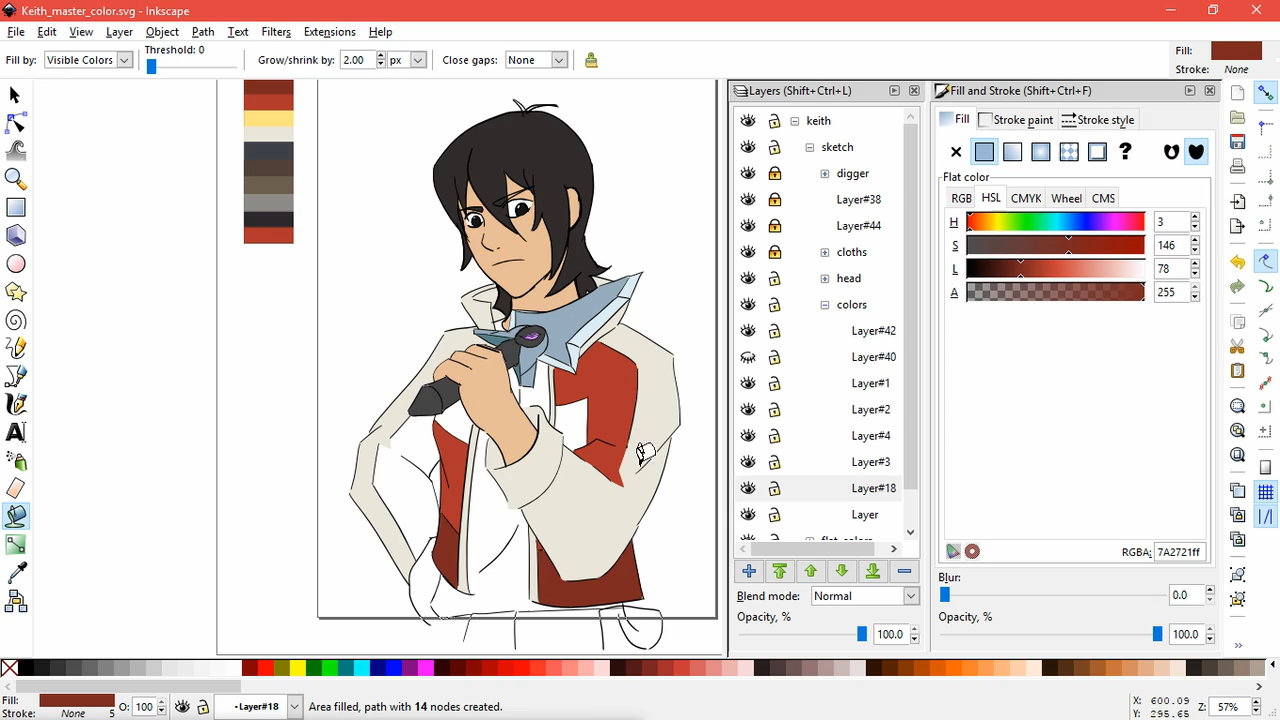 Keith_master_color.svg - Inkscape
File Edit View Layer Object Path Text Filters Extensions Help
Fill by: Visible Colors Threshold: 0 Grow/shrink by: 2.00 px Close gaps: None
Fill:
Stroke: None
Layers (Shift+Ctrl+L)
keith
sketch
digger
Layer#38
Layer#44
cloths
head
colors
Layer#42
Layer#40
Layer#1
Layer#2
Layer#4
Layer#3
Layer#18
Layer
Blend mode: Normal
Opacity, % 100.0
Fill and Stroke (Shift+Ctrl+F)
Fill Stroke paint Stroke style
?
Flat color
RGB HSL CMYK Wheel CMS
H 3
S 146
L 78
A 255
RGBA: 7A2721ff
Blur:
0.0
Opacity, %
100.0
Fill:
Stroke: None 5
O: 100
•Layer#18
Area filled, path with 14 nodes created.
X: 600.09
Y: 295.65
Z: 57%